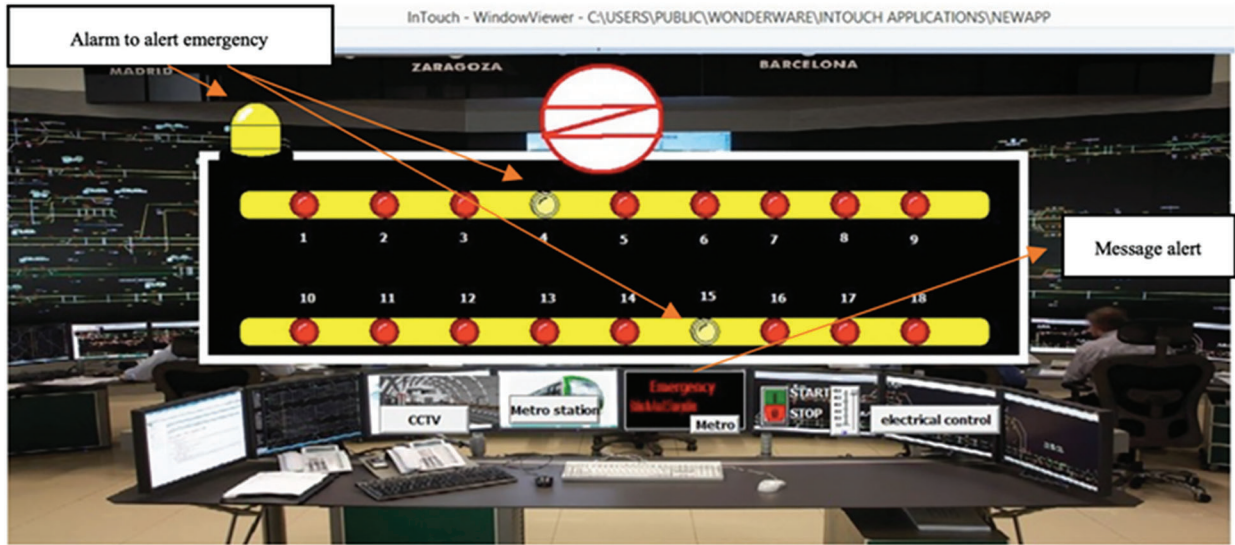 InTouch - WindowViewer - C:\USERS\PUBLIC\WONDERWARE\INTOUCH APPLICATIONS\NEWAPP
Alarm to alert emergency
MADRID
ZARAGOZA
BARCELONA
1 2 3 4 5 6 7 8 9
Message alert
10 11 12 13 14 15 16 17 18
Emergency
CCTV
Metro station
Metro
START
STOP
electrical control